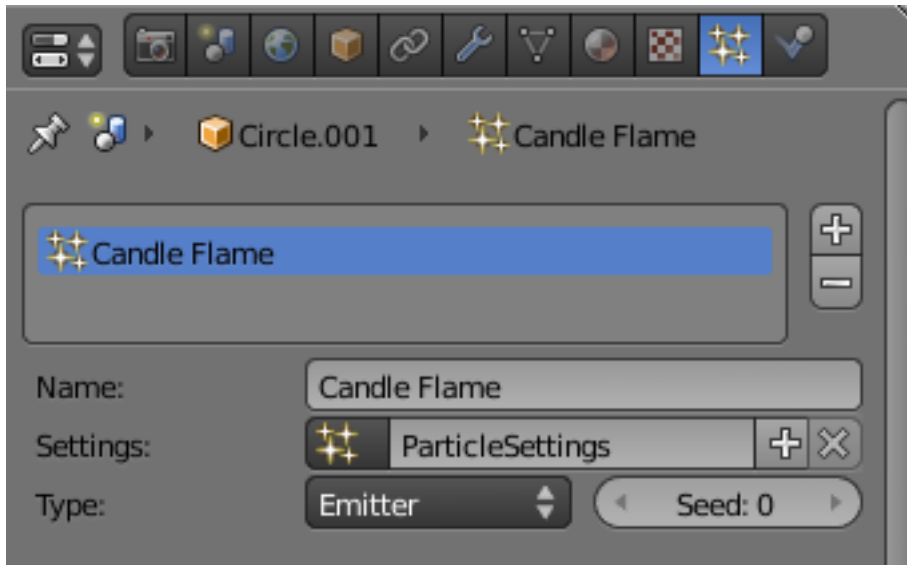 Circle.001 Candle Flame
Candle Flame
Name: Candle Flame
Settings: ParticleSettings
Type: Emitter Seed: 0